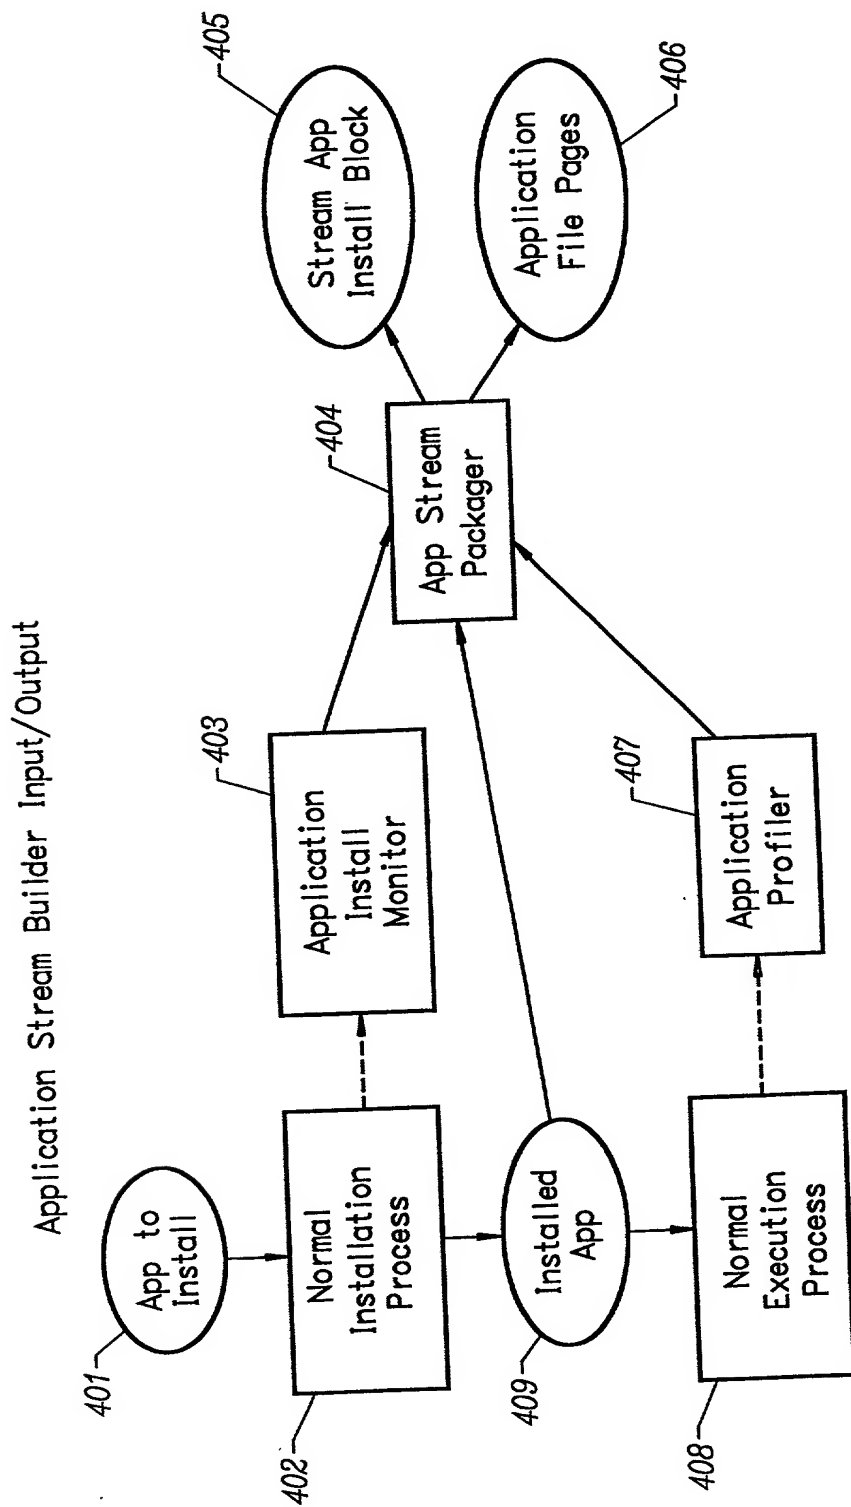 Application Stream Builder Input/Output
401
App to
Install
402
Normal
Installation
Process
403
Application
Install
Monitor
404
App Stream
Packager
405
Stream App
Install Block
406
Application
File Pages
409
Installed
App
407
Application
Profiler
408
Normal
Execution
Process